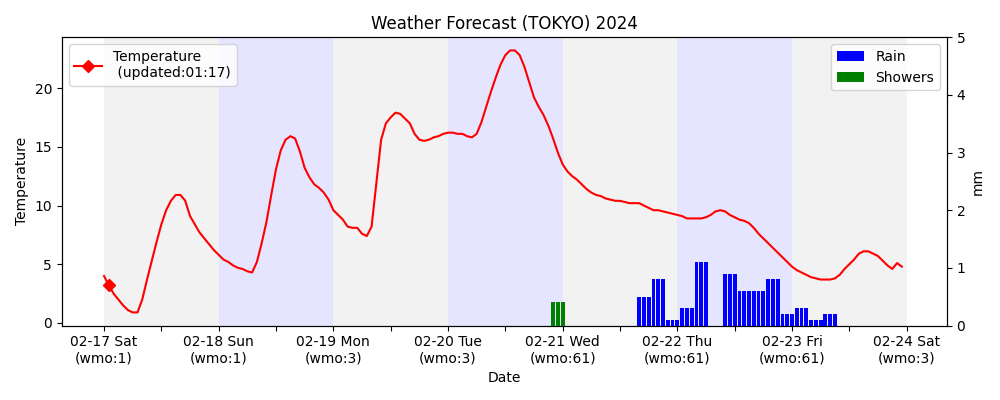 Weather Forecast (TOKYO) 2024
Temperature
(updated:01:17)
Rain
Showers
Temperature
20
15
10
5
0
5
4
3
2
1
0
mm
02-17 Sat 02-18 Sun 02-19 Mon 02-20 Tue 02-21 Wed 02-22 Thu 02-23 Fri 02-24 Sat
(wmo:1) (wmo:1) (wmo:3) (wmo:3) (wmo:61) (wmo:61) (wmo:61) (wmo:3)
Date